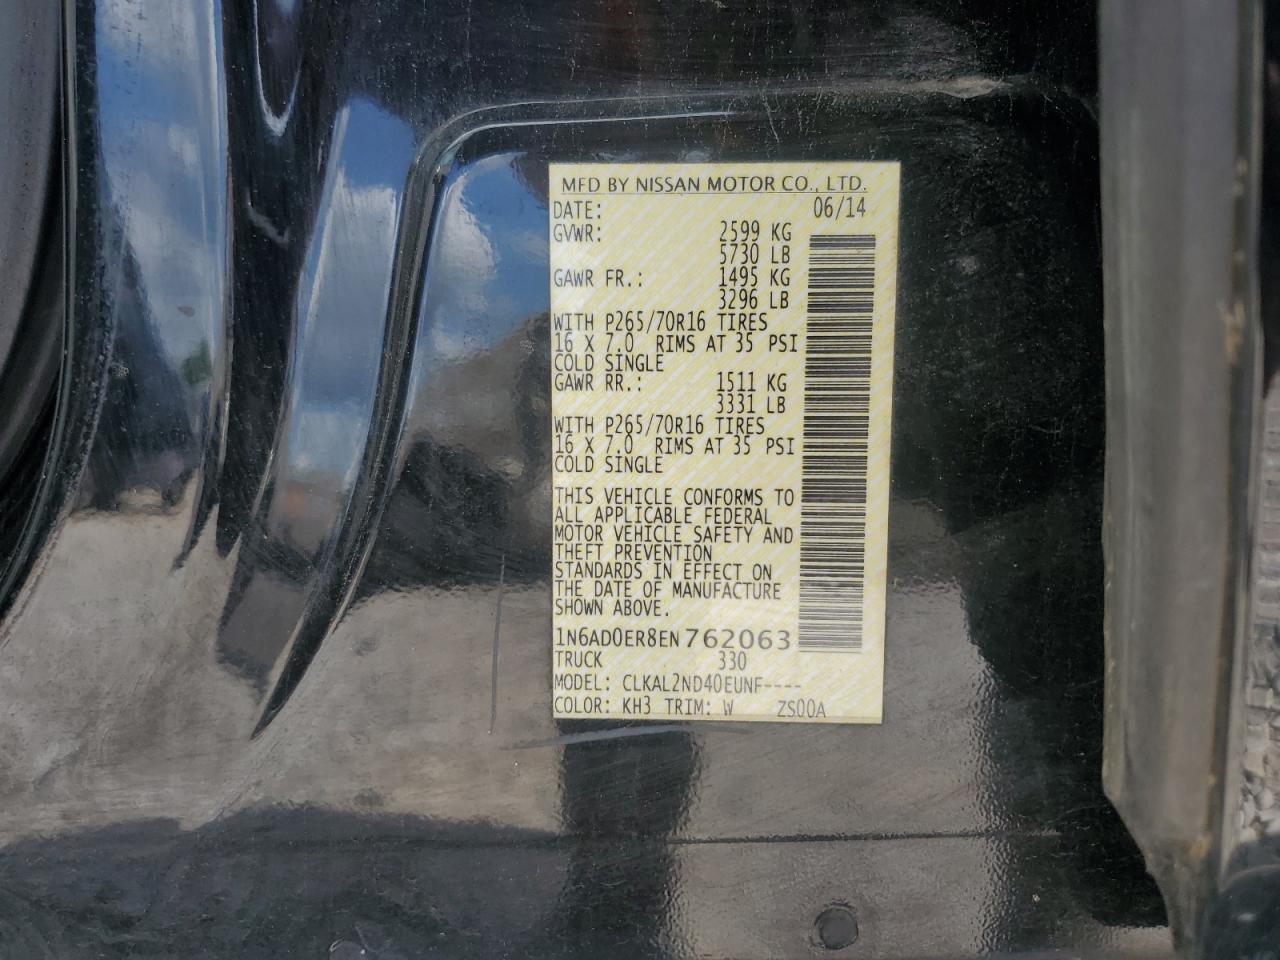 MFD BY NISSAN MOTOR CO., LTD.
DATE: 06/14
GVWR: 2599 KG
5730 LB
GAWR FR.: 1495 KG
3296 LB
WITH P265/70R16 TIRES
16 X 7.0 RIMS AT 35 PSI
COLD SINGLE
GAWR RR.: 1511 KG
3331 LB
WITH P265/70R16 TIRES
16 X 7.0 RIMS AT 35 PSI
COLD SINGLE
THIS VEHICLE CONFORMS TO
ALL APPLICABLE FEDERAL
MOTOR VEHICLE SAFETY AND
THEFT PREVENTION
STANDARDS IN EFFECT ON
THE DATE OF MANUFACTURE
SHOWN ABOVE.
1N6AD0ER8EN762063
TRUCK 330
MODEL: CLKAL2ND40EUNF----
COLOR: KH3 TRIM: W ZS00A